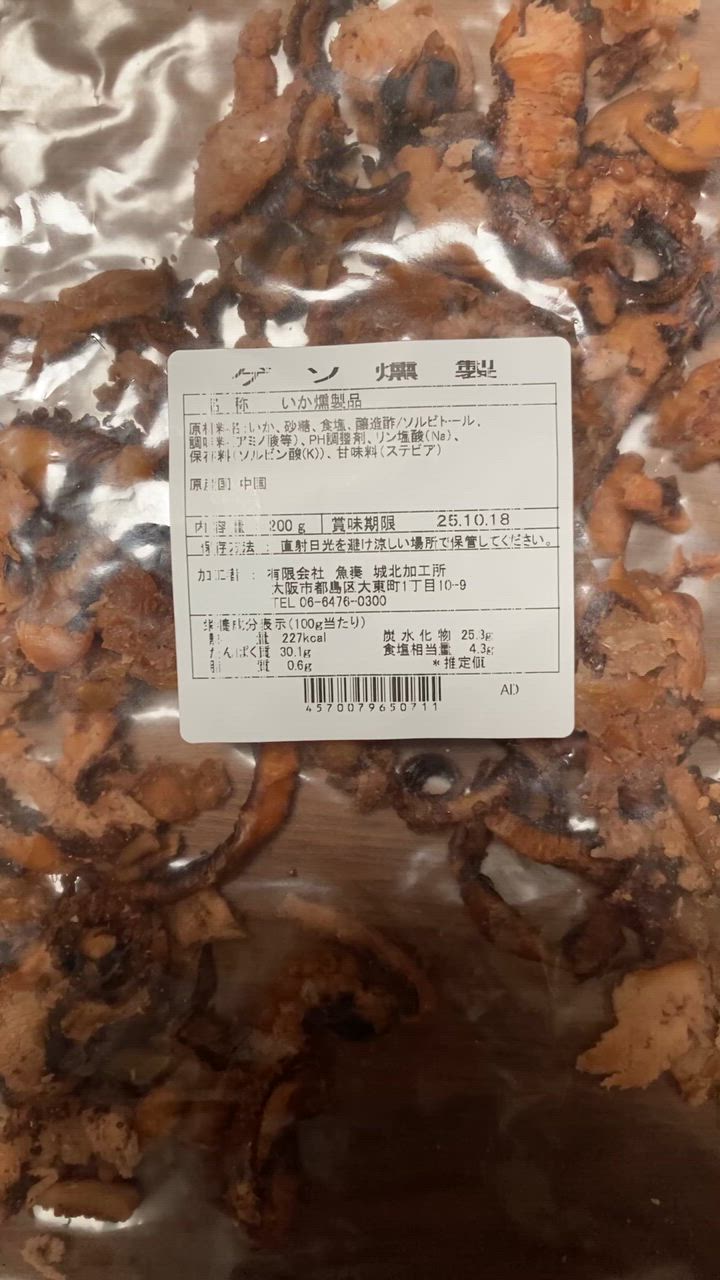 ゲソ燻製
名称 いか燻製品
原材料名:いか、砂糖、食塩、醸造酢/ソルビトール、
調味料(アミノ酸等)、PH調整剤、リン酸塩(Na)、
保存料(ソルビン酸(K))、甘味料(ステビア)
原産国 中国
内容量 200g 賞味期限 25.10.18
保存方法 : 直射日光を避け涼しい場所で保管してください。
加工者 : 有限会社 魚奏 城北加工所
大阪市都島区大東町1丁目10-9
TEL 06-6476-0300
栄養成分表示(100g当たり)
熱量 227kcal 炭水化物 25.3g
たんぱく質 30.1g 食塩相当量 4.3g
脂質 0.6g *推定値
AD
4570079650711